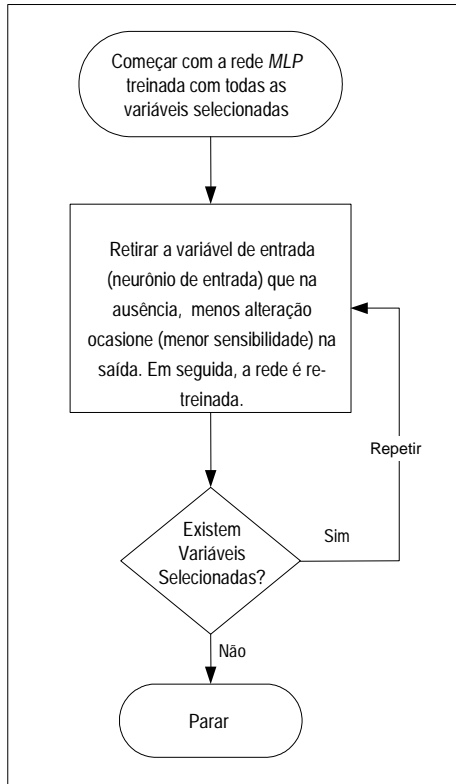 Começar com a rede MLP
treinada com todas as
variáveis selecionadas
Retirar a variável de entrada
(neurônio de entrada) que na
ausência, menos alteração
ocasione (menor sensibilidade) na
saída. Em seguida, a rede é re-
treinada.
Repetir
Existem
Variáveis
Selecionadas?
Sim
Não
Parar